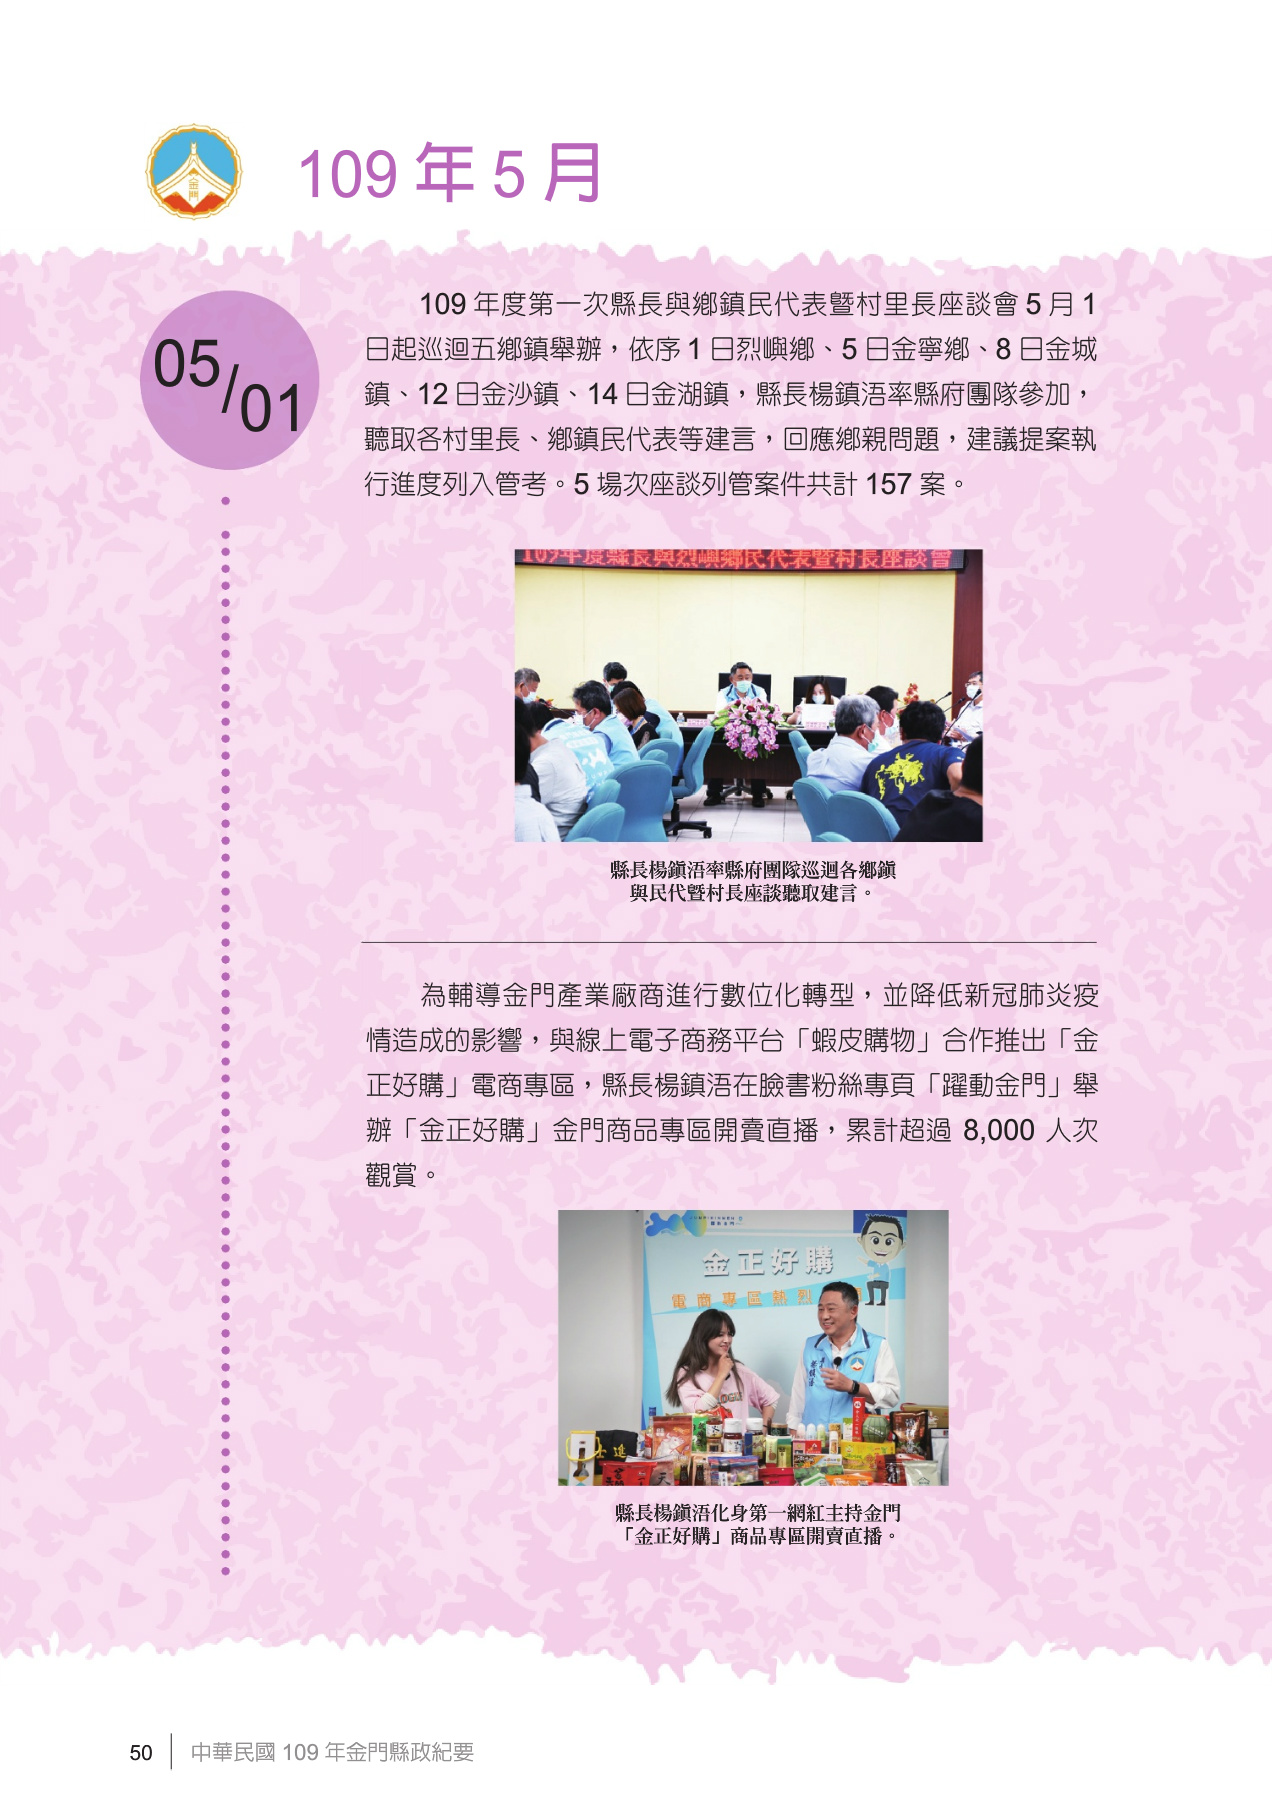 金門
109 年 5 月
05/01
109 年度第一次縣長與鄉鎮民代表暨村里長座談會 5 月 1
日起巡迴五鄉鎮舉辦，依序 1 日烈嶼鄉、5 日金寧鄉、8 日金城
鎮、12 日金沙鎮、14 日金湖鎮，縣長楊鎮浯率縣府團隊參加，
聽取各村里長、鄉鎮民代表等建言，回應鄉親問題，建議提案執
行進度列入管考。5 場次座談列管案件共計 157 案。
109年度縣長與烈嶼鄉民代表暨村長座談會
縣長楊鎮浯率縣府團隊巡迴各鄉鎮
與民代暨村長座談聽取建言。
為輔導金門產業廠商進行數位化轉型，並降低新冠肺炎疫
情造成的影響，與線上電子商務平台「蝦皮購物」合作推出「金
正好購」電商專區，縣長楊鎮浯在臉書粉絲專頁「躍動金門」舉
辦「金正好購」金門商品專區開賣直播，累計超過 8,000 人次
觀賞。
金正好購
電商專區熱烈
縣長楊鎮浯化身第一網紅主持金門
「金正好購」商品專區開賣直播。
50
中華民國 109 年金門縣政紀要